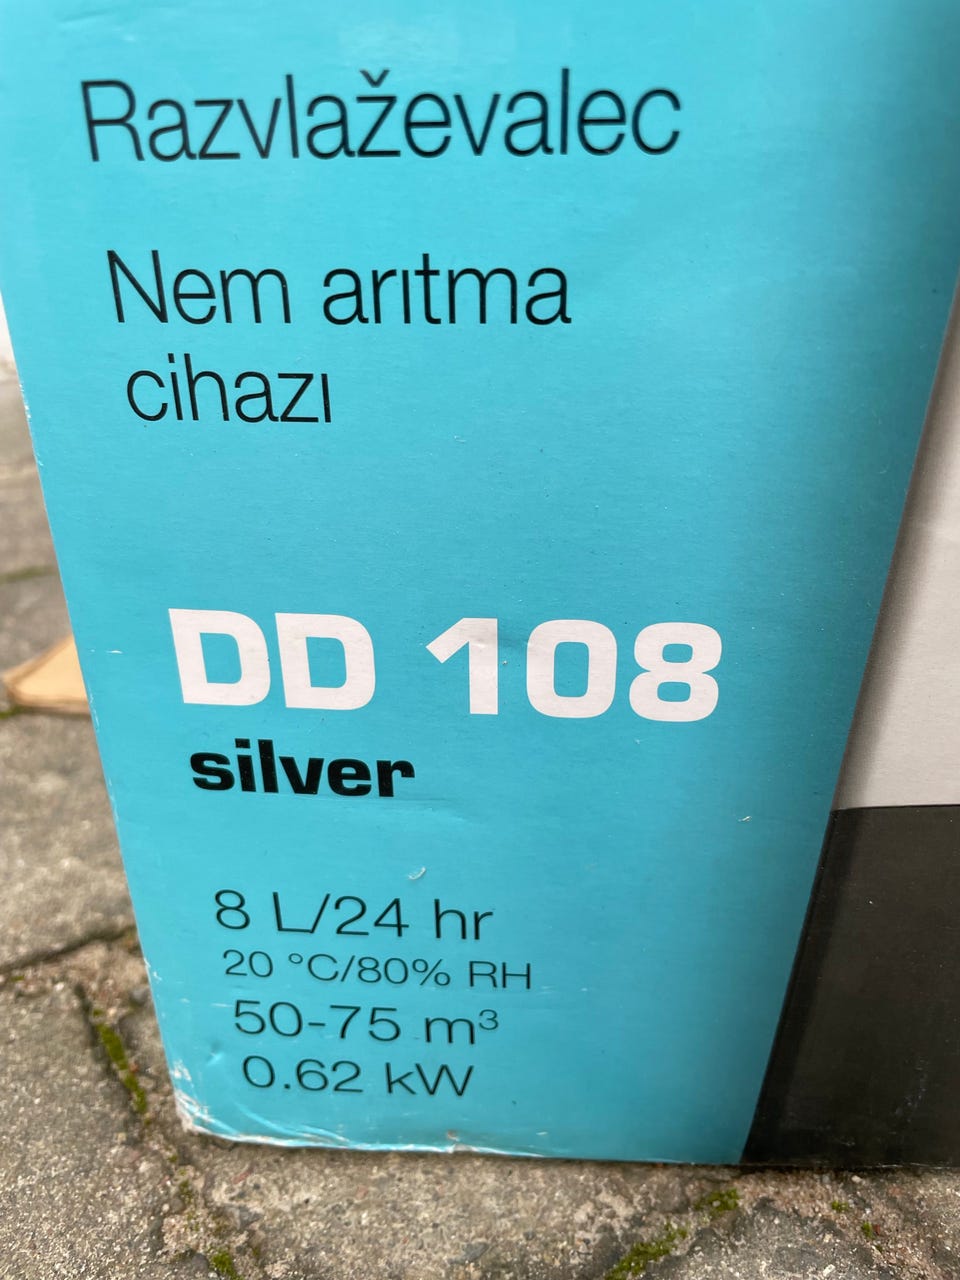 Razvlaževalec
Nem arıtma
cihazı
DD 108
silver
8 L/24 hr
20 °C/80% RH
50-75 m³
0.62 kW